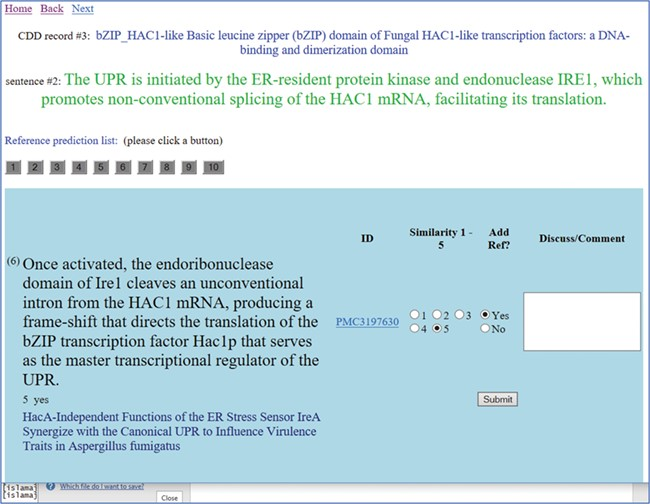 Home Back Next
CDD record #3: bZIP_HAC1-like Basic leucine zipper (bZIP) domain of Fungal HAC1-like transcription factors: a DNA-
binding and dimerization domain
sentence #2: The UPR is initiated by the ER-resident protein kinase and endonuclease IRE1, which
promotes non-conventional splicing of the HAC1 mRNA, facilitating its translation.
Reference prediction list: (please click a button)
1 2 3 4 5 6 7 8 9 10
ID Similarity 1 - 5 Add Ref? Discuss/Comment
(6) Once activated, the endoribonuclease
domain of Ire1 cleaves an unconventional
intron from the HAC1 mRNA, producing a
frame-shift that directs the translation of the
bZIP transcription factor Hac1p that serves
as the master transcriptional regulator of the
UPR.
PMC3197630 1 2 3 Yes
4 5 No
5 yes
Submit
HacA-Independent Functions of the ER Stress Sensor IreA
Synergize with the Canonical UPR to Influence Virulence
Traits in Aspergillus fumigatus
[islama]
[islama]
Which file do I want to save?
Close